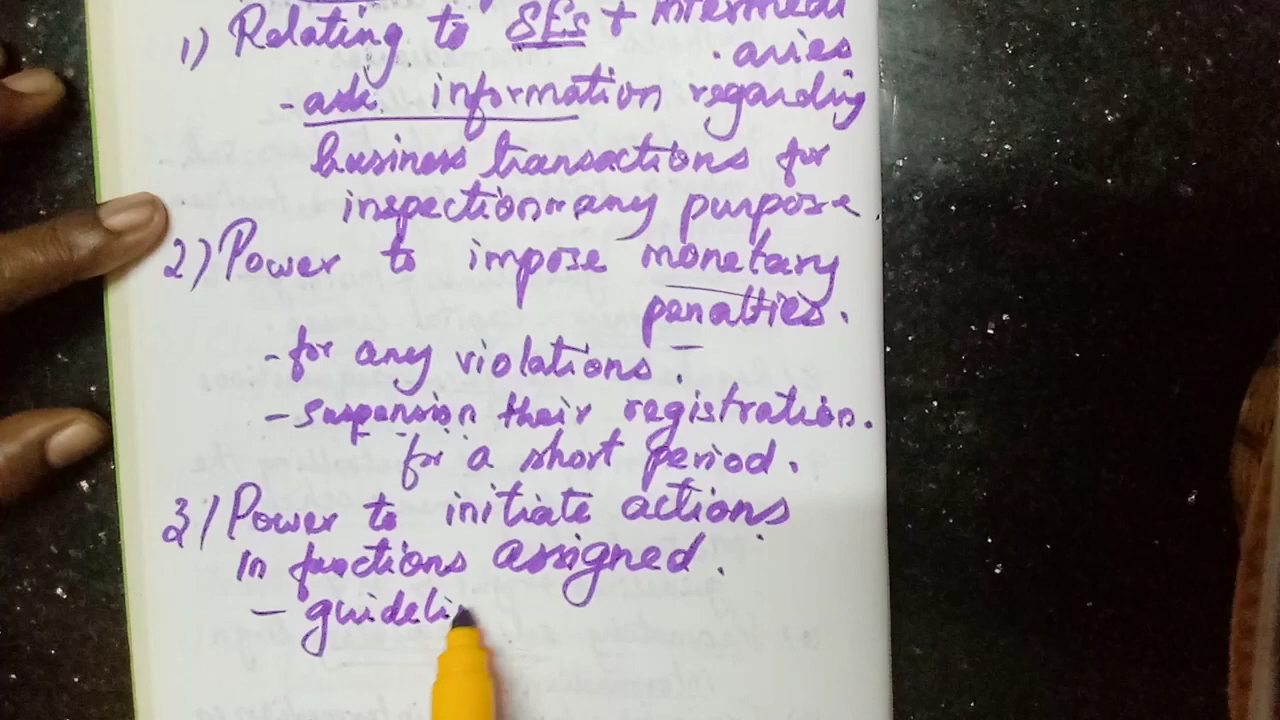 1) Relating to SEs + Intermedi
aries
- ask information regarding
business transactions for
inspection or any purpose.
2) Power to impose monetary
penalties.
- for any violations.
- suspension their registration.
for a short period.
3) Power to initiate actions
in functions assigned.
- guideli